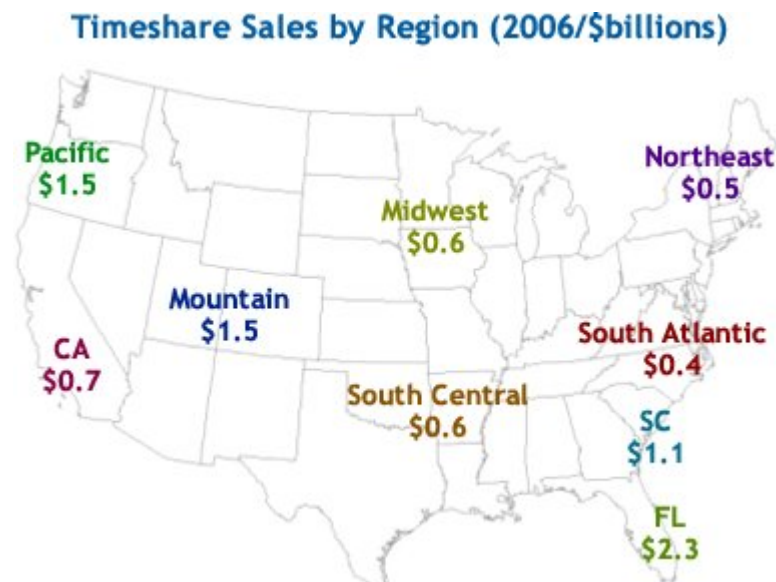 Timeshare Sales by Region (2006/$billions)
Pacific
$1.5
Northeast
$0.5
Midwest
$0.6
Mountain
$1.5
South Atlantic
$0.4
CA
$0.7
South Central
$0.6
SC
$1.1
FL
$2.3